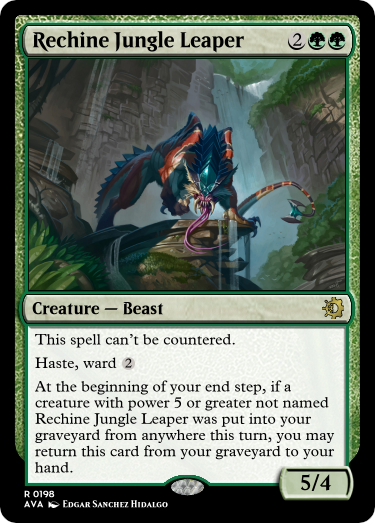 Rechine Jungle Leaper 2
Creature — Beast
This spell can't be countered.
Haste, ward 2
At the beginning of your end step, if a
creature with power 5 or greater not named
Rechine Jungle Leaper was put into your
graveyard from anywhere this turn, you may
return this card from your graveyard to your
hand.
5/4
R 0198
AVA Edgar Sanchez Hidalgo